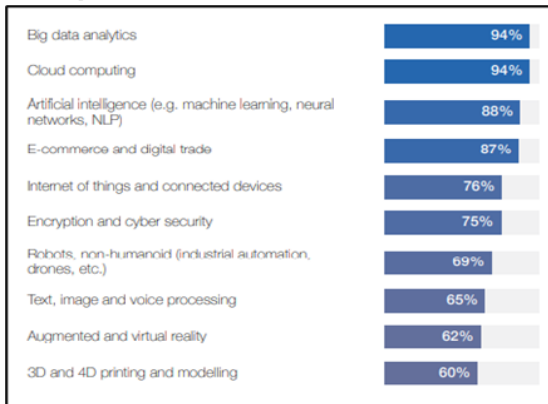 Big data analytics 94%
Cloud computing 94%
Artificial intelligence (e.g. machine learning, neural
networks, NLP) 88%
E-commerce and digital trade 87%
Internet of things and connected devices 76%
Encryption and cyber security 75%
Robots, non-humanoid (industrial automation,
drones, etc.) 69%
Text, image and voice processing 65%
Augmented and virtual reality 62%
3D and 4D printing and modelling 60%